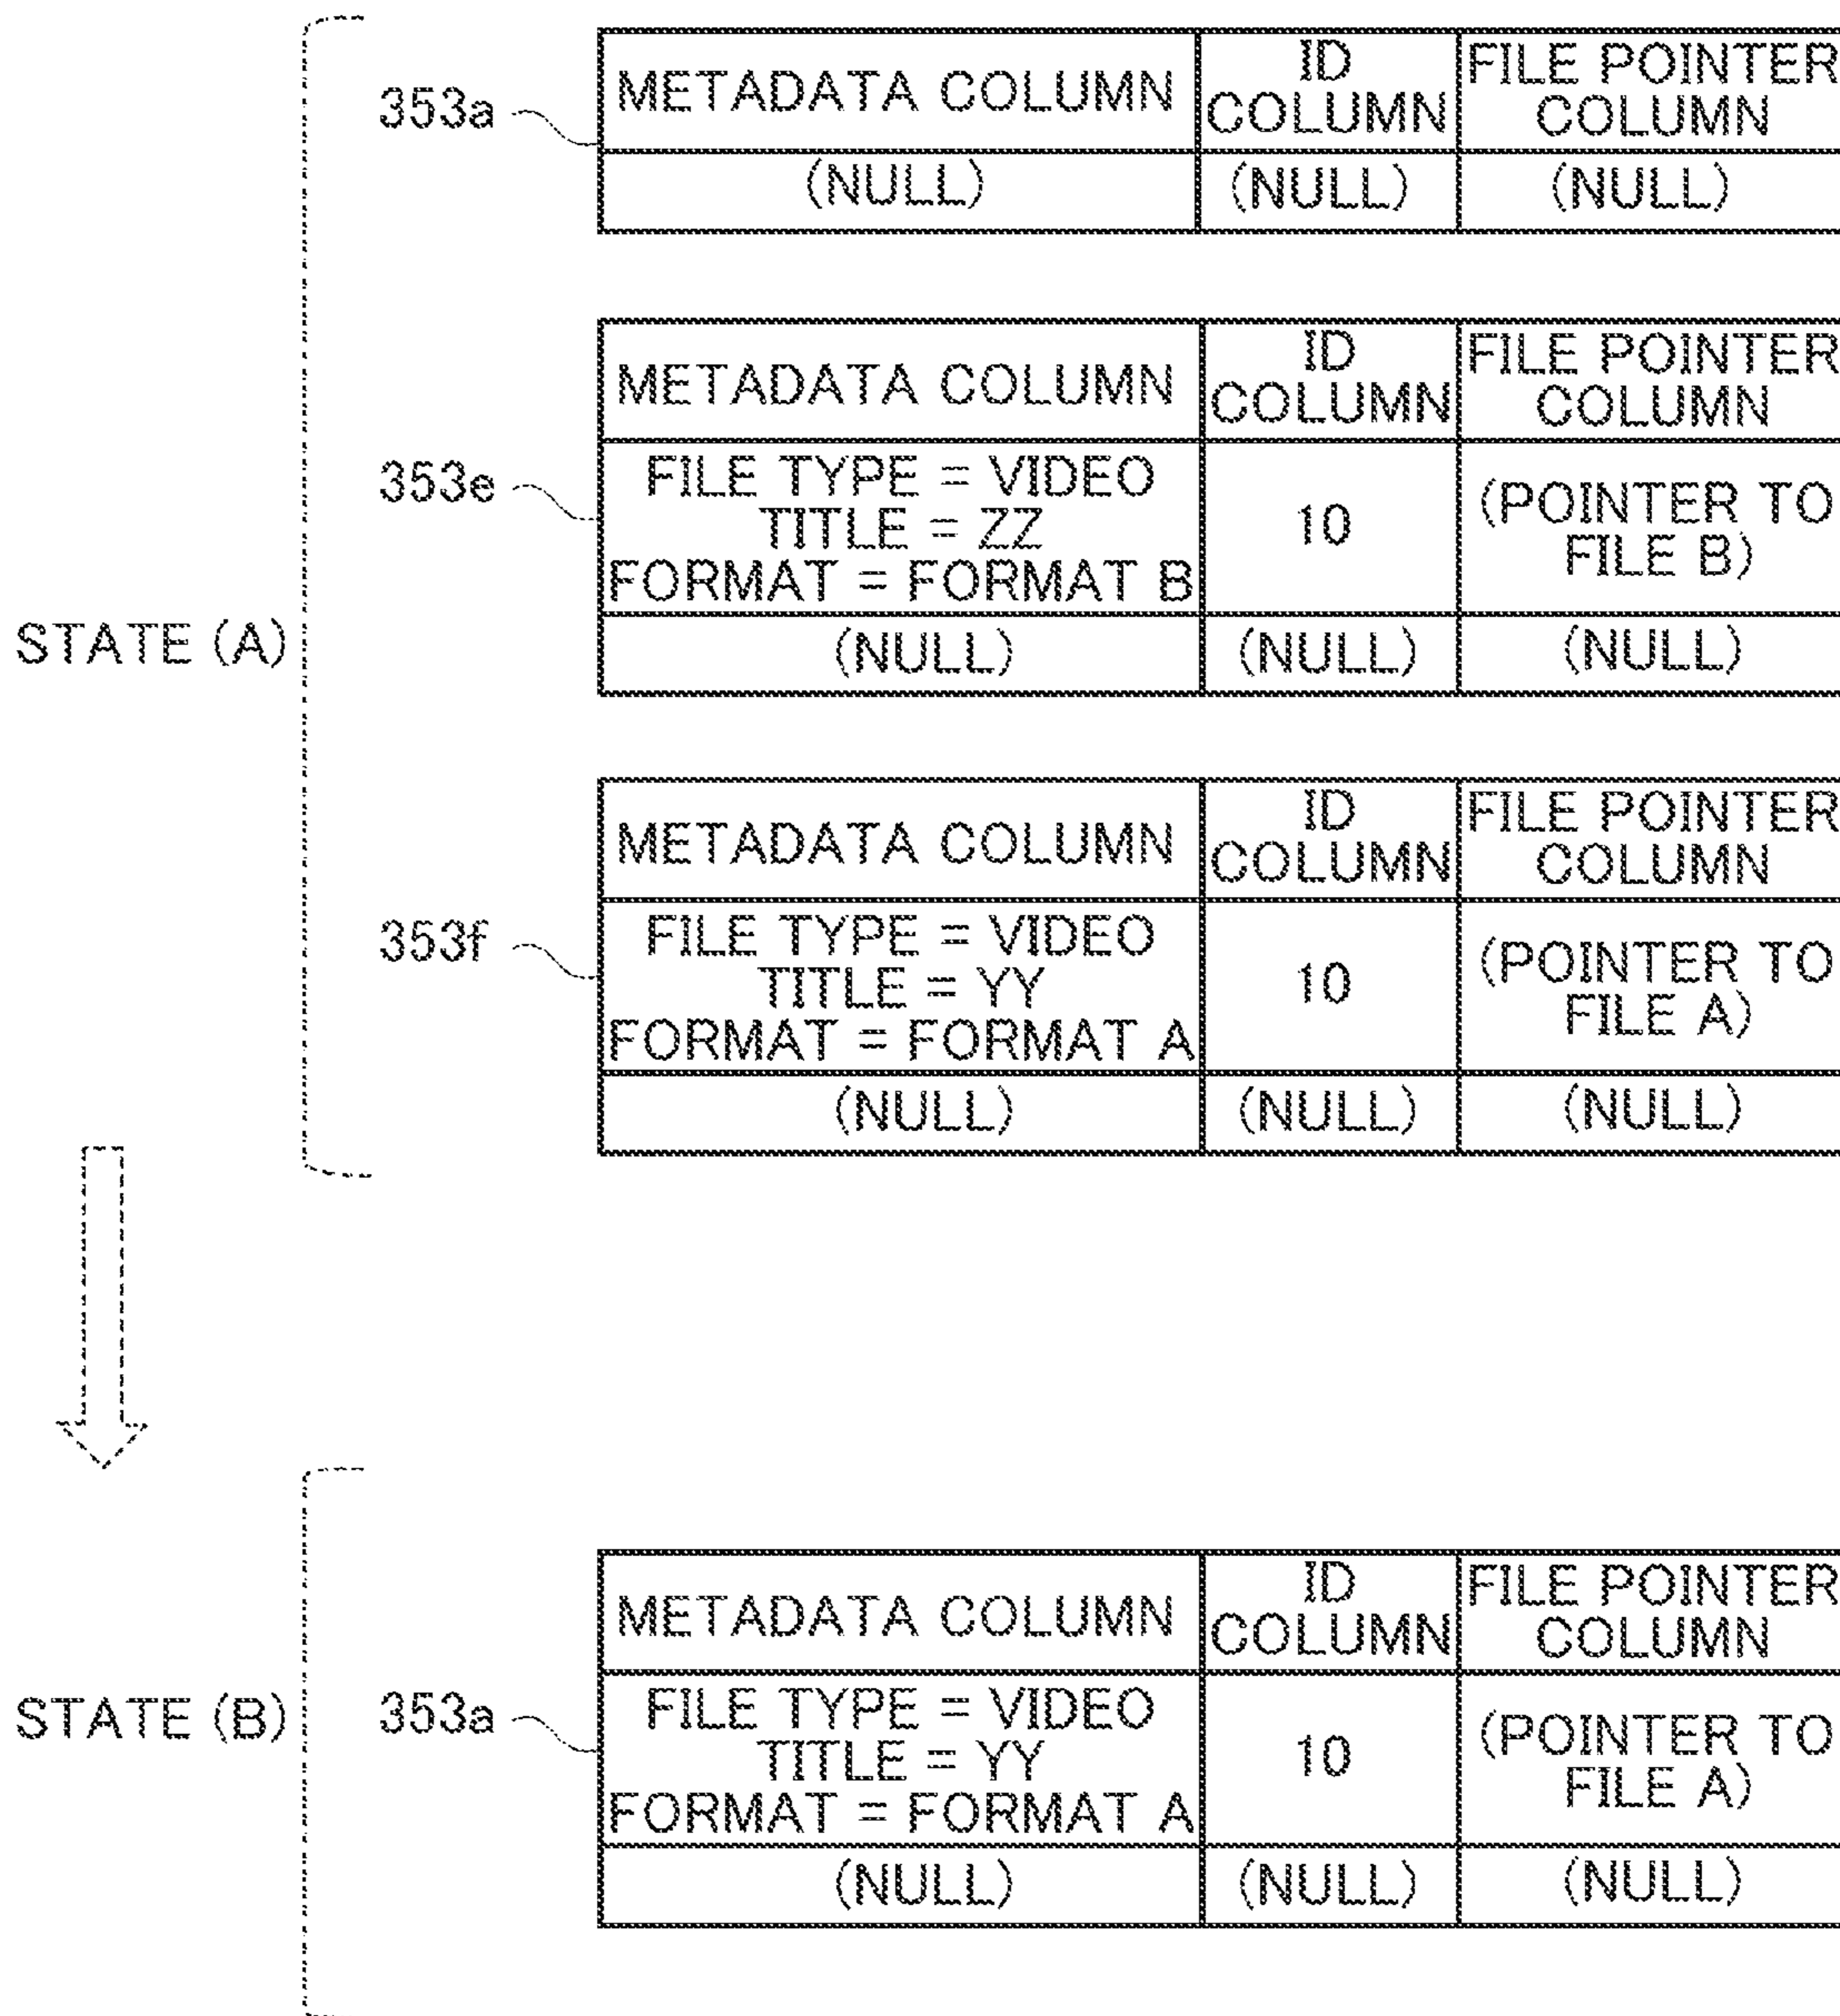 353a
METADATA COLUMN
ID
COLUMN
FILE POINTER
COLUMN
(NULL)
(NULL)
(NULL)
STATE (A)
353e
METADATA COLUMN
ID
COLUMN
FILE POINTER
COLUMN
FILE TYPE = VIDEO
TITLE = ZZ
FORMAT = FORMAT B
10
(POINTER TO
FILE B)
(NULL)
(NULL)
(NULL)
353f
METADATA COLUMN
ID
COLUMN
FILE POINTER
COLUMN
FILE TYPE = VIDEO
TITLE = YY
FORMAT = FORMAT A
10
(POINTER TO
FILE A)
(NULL)
(NULL)
(NULL)
STATE (B)
353a
METADATA COLUMN
ID
COLUMN
FILE POINTER
COLUMN
FILE TYPE = VIDEO
TITLE = YY
FORMAT = FORMAT A
10
(POINTER TO
FILE A)
(NULL)
(NULL)
(NULL)